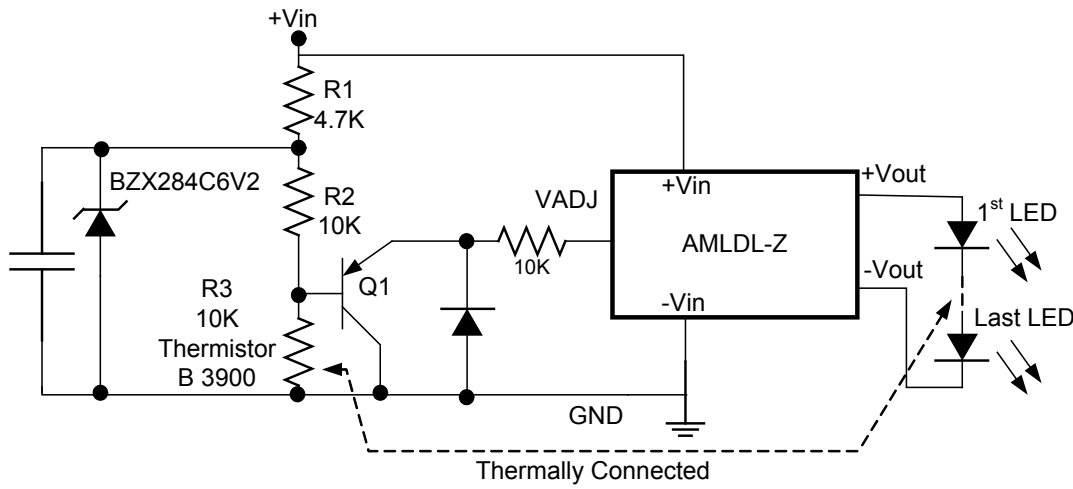 +Vin
R1
4.7K
BZX284C6V2
R2
10K
VADJ
10K
+Vin
AMLDL-Z
-Vin
+Vout
1st LED
-Vout
Last LED
Q1
R3
10K
Thermistor
B 3900
GND
Thermally Connected